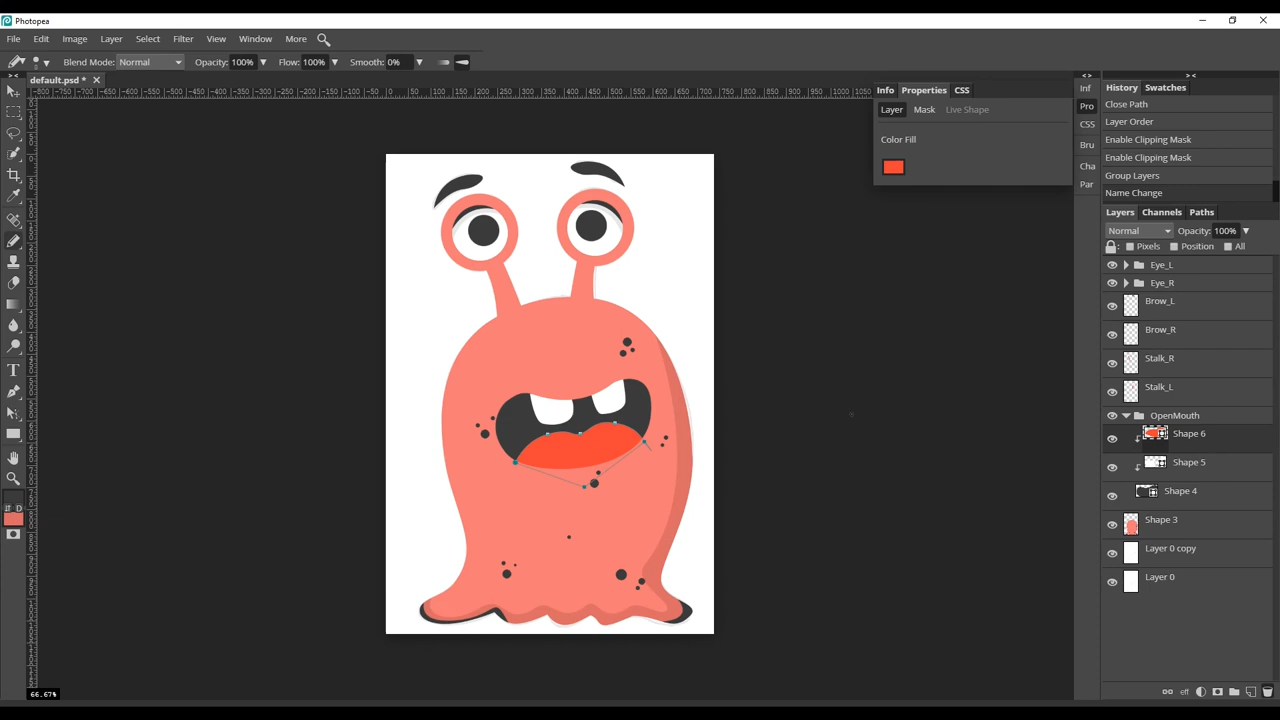 Photopea
File Edit Image Layer Select Filter View Window More
Blend Mode: Normal Opacity: 100% Flow: 100% Smooth: 0%
default.psd *
Info Properties CSS
Layer Mask Live Shape
Color Fill
Inf
Pro
CSS
Bru
Cha
Par
History Swatches
Close Path
Layer Order
Enable Clipping Mask
Enable Clipping Mask
Group Layers
Name Change
Layers Channels Paths
Normal Opacity: 100%
: Pixels Position All
Eye_L
Eye_R
Brow_L
Brow_R
Stalk_R
Stalk_L
OpenMouth
Shape 6
Shape 5
Shape 4
Shape 3
Layer 0 copy
Layer 0
eff
66.67%